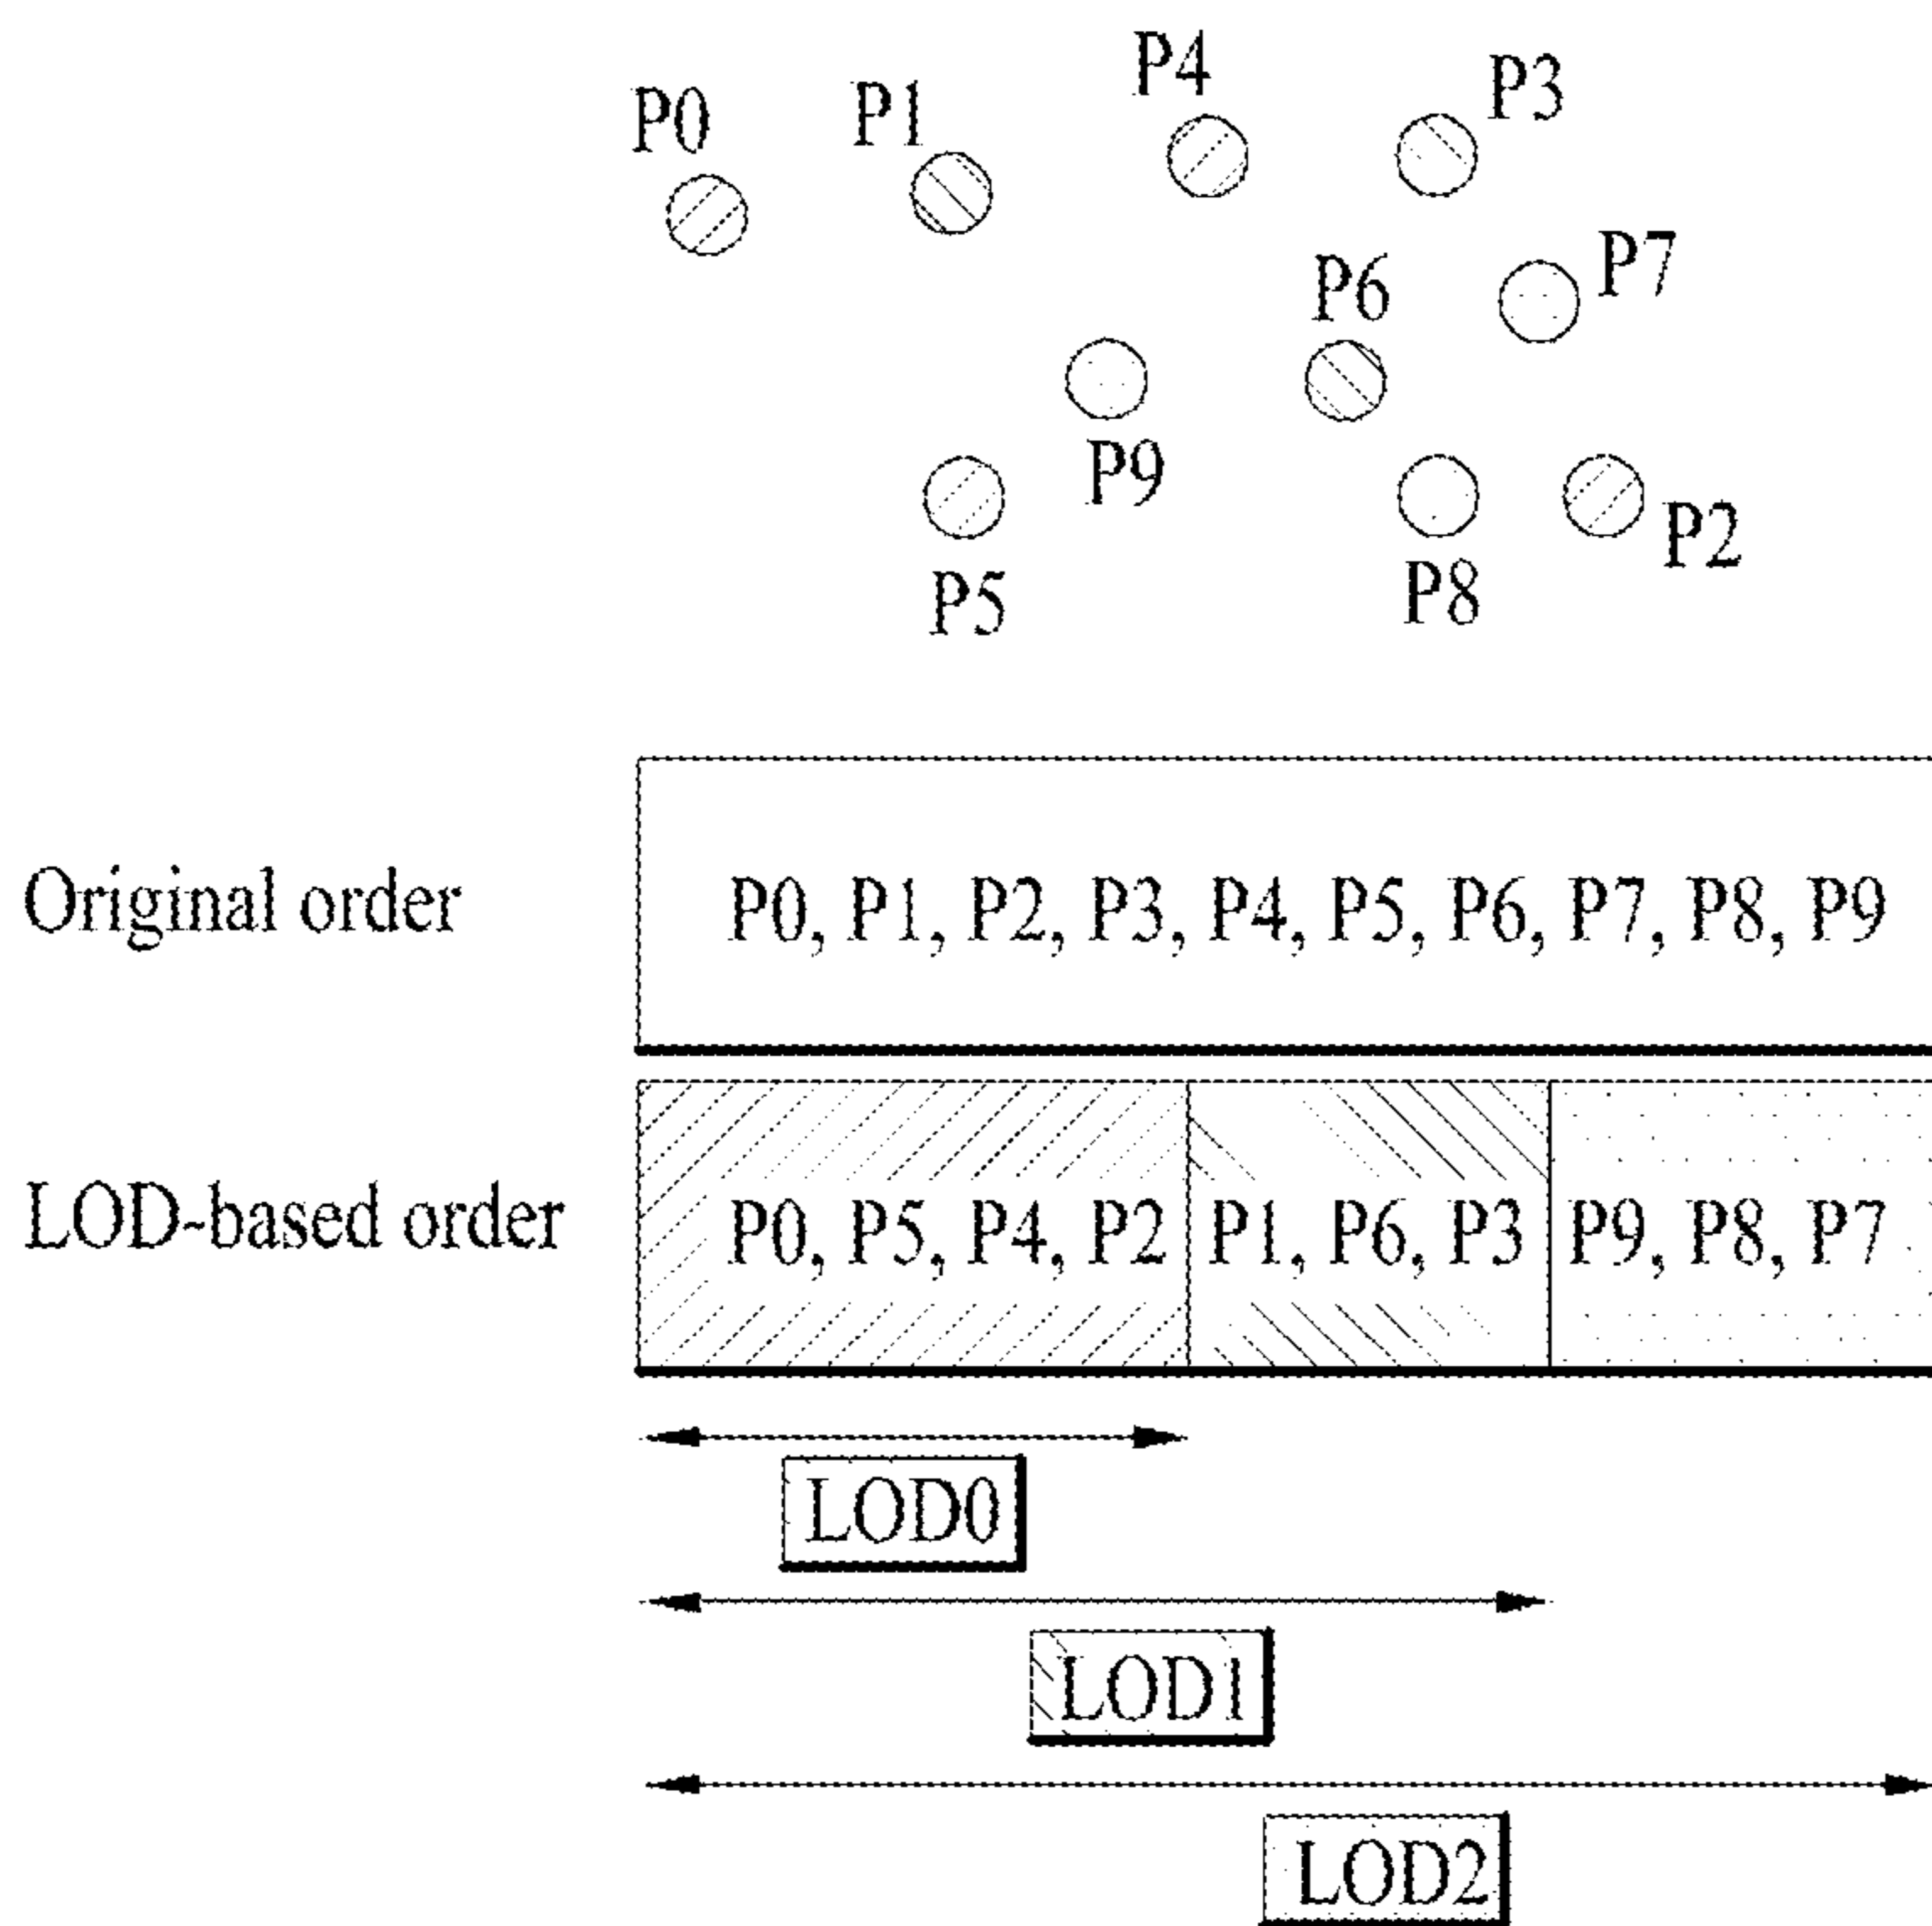 P4
P3
P0
P1
P7
P6
P9
P2
P8
P5
Original order
P0, P1, P2, P3, P4, P5, P6, P7, P8, P9
LOD-based order
P0, P5, P4, P2
P1, P6, P3
P9, P8, P7
LOD0
LOD1
LOD2